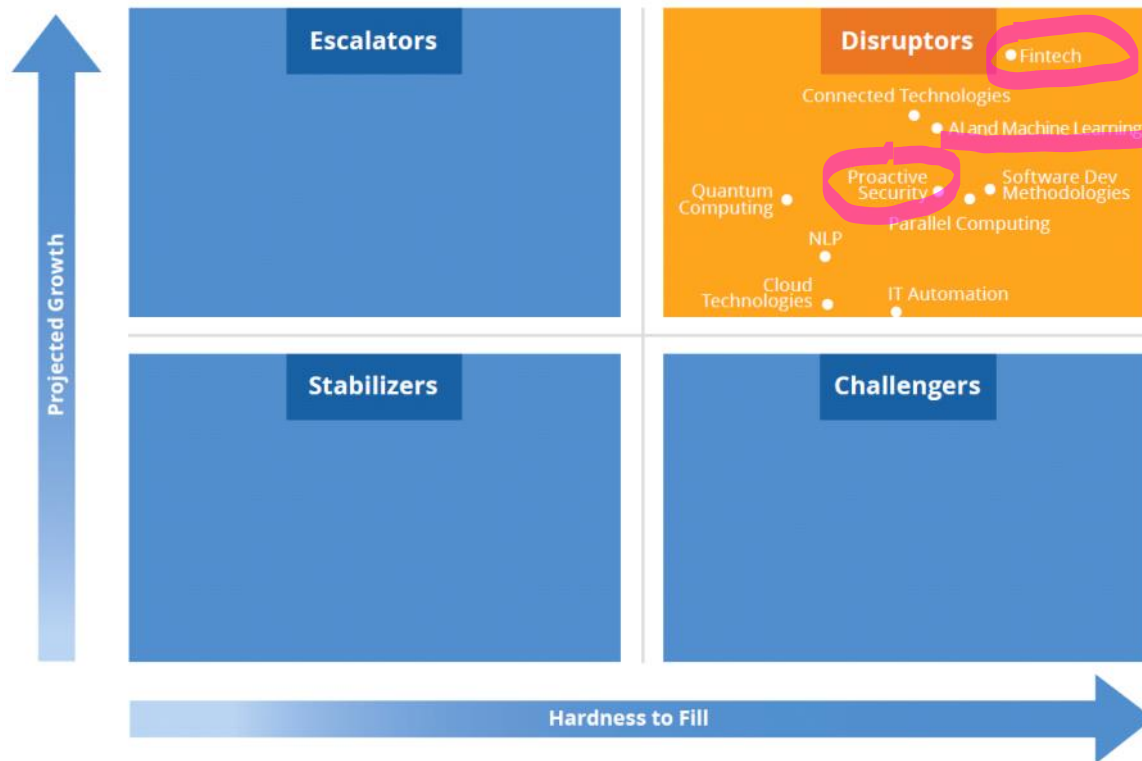 Escalators
Disruptors
Fintech
Connected Technologies
AI and Machine Learning
Proactive
Security
Software Dev
Methodologies
Quantum
Computing
Parallel Computing
NLP
Cloud
Technologies
IT Automation
Projected Growth
Stabilizers
Challengers
Hardness to Fill